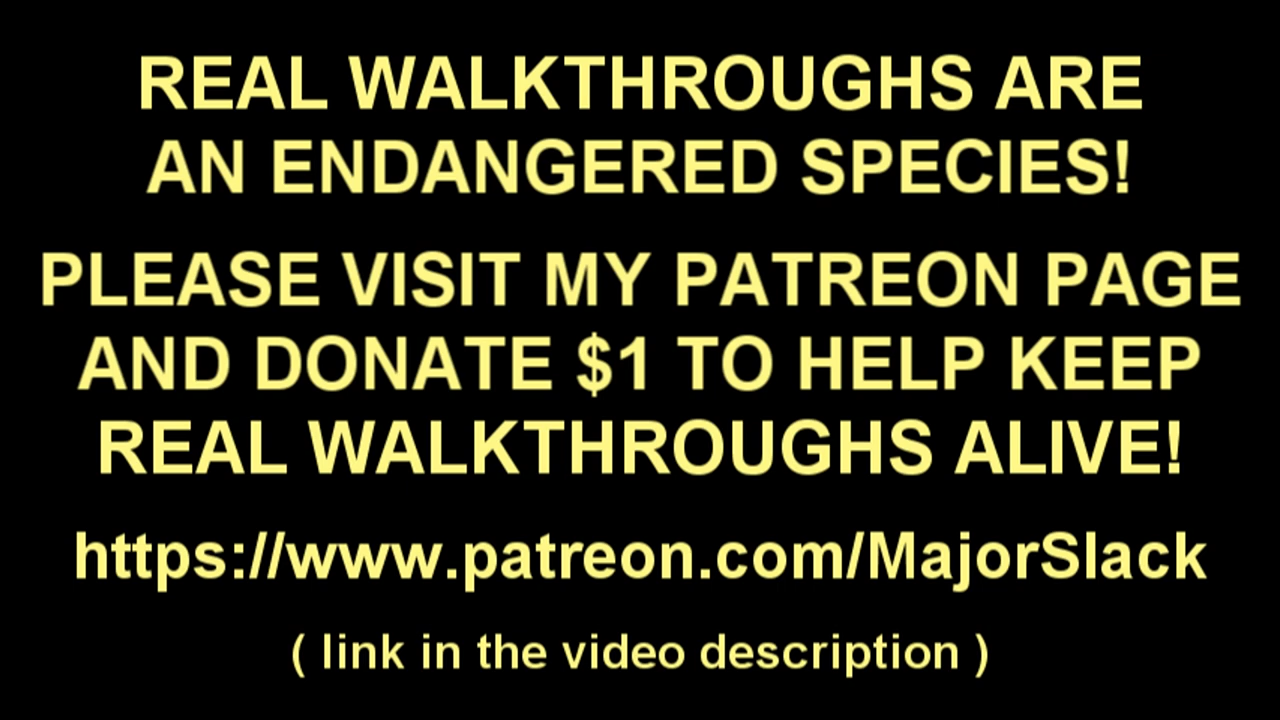 REAL WALKTHROUGHS ARE
AN ENDANGERED SPECIES!
PLEASE VISIT MY PATREON PAGE
AND DONATE $1 TO HELP KEEP
REAL WALKTHROUGHS ALIVE!
https://www.patreon.com/MajorSlack
( link in the video description )